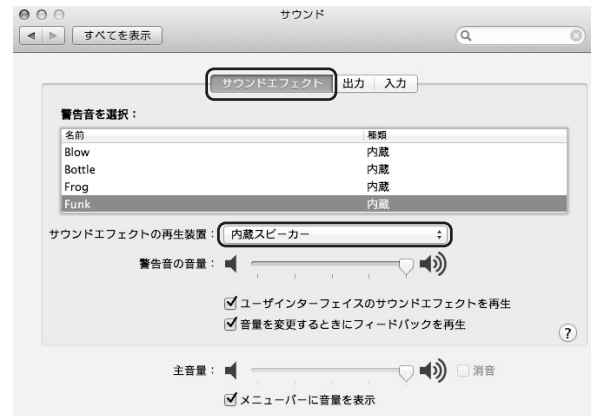 サウンド
すべてを表示
サウンドエフェクト 出力 入力
警告音を選択：
名前 種類
Blow 内蔵
Bottle 内蔵
Frog 内蔵
Funk 内蔵
サウンドエフェクトの再生装置： 内蔵スピーカー
警告音の音量：
ユーザインターフェイスのサウンドエフェクトを再生
音量を変更するときにフィードバックを再生
?
主音量： 消音
メニューバーに音量を表示